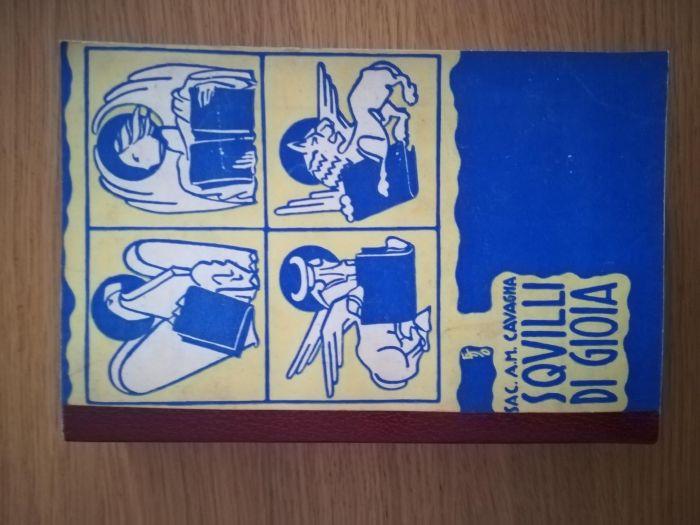 SAC. A.M. CAVAGNA
SQVILLI
DI GIOIA